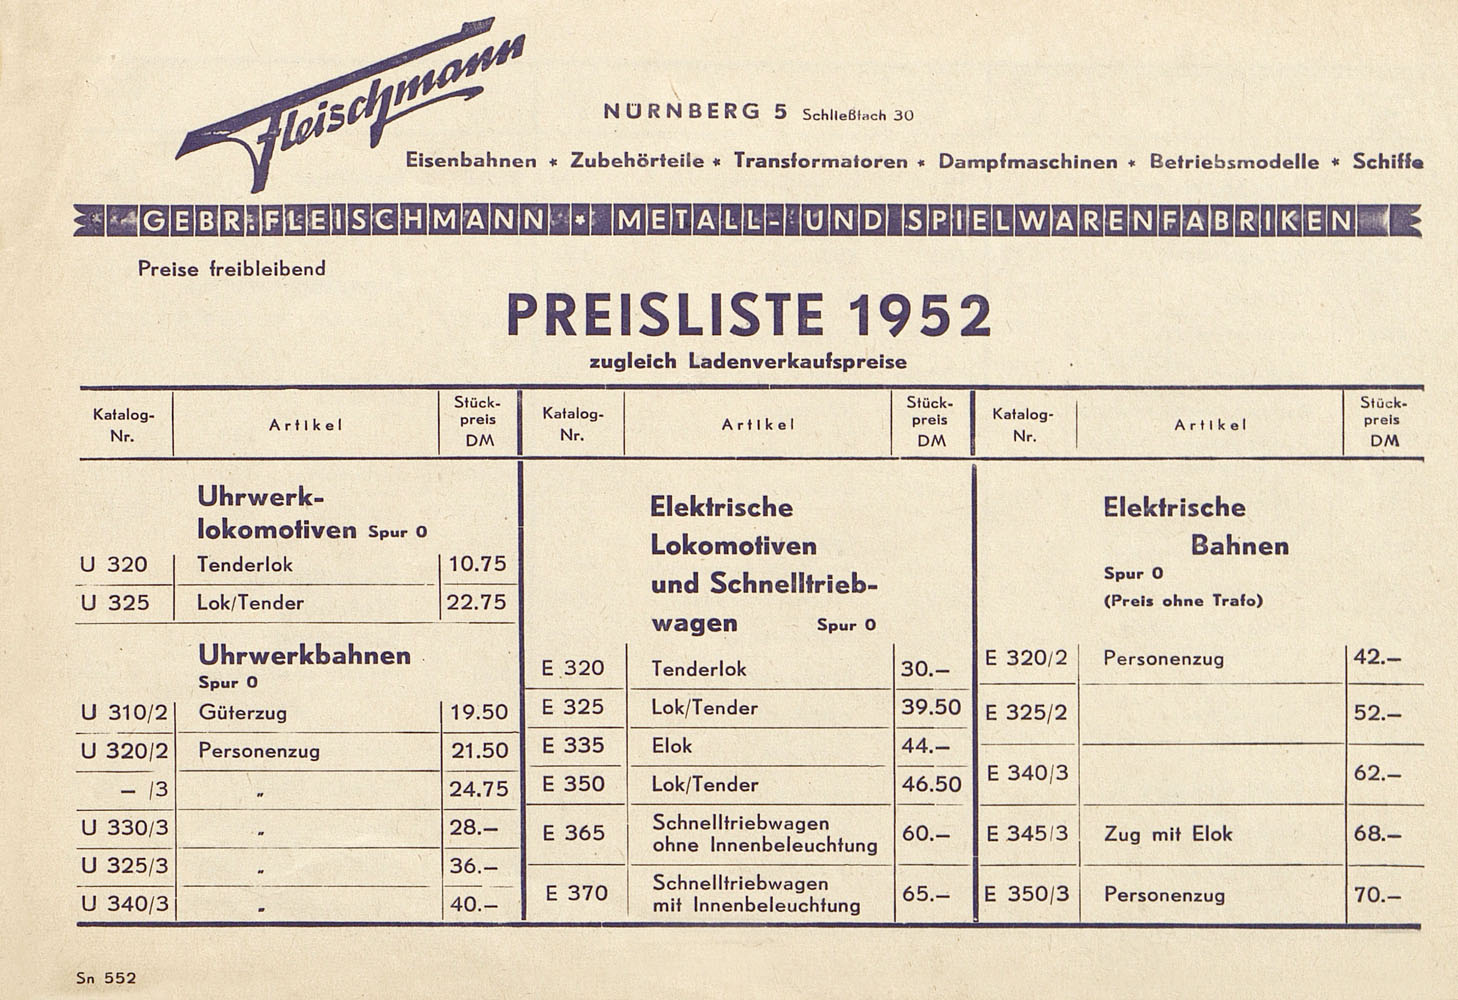 Fleischmann
NÜRNBERG 5 Schließfach 30
Eisenbahnen * Zubehörteile * Transformatoren * Dampfmaschinen * Betriebsmodelle * Schiffe
GEBR. FLEISCHMANN * METALL- UND SPIELWARENFABRIKEN
Preise freibleibend
PREISLISTE 1952
zugleich Ladenverkaufspreise
Katalog-Nr. Artikel Stück-preis DM
Uhrwerk-
lokomotiven Spur 0
U 320 Tenderlok 10.75
U 325 Lok/Tender 22.75
Uhrwerkbahnen
Spur 0
U 310/2 Güterzug 19.50
U 320/2 Personenzug 21.50
— /3 „ 24.75
U 330/3 „ 28.—
U 325/3 „ 36.—
U 340/3 „ 40.—
Katalog-Nr. Artikel Stück-preis DM
Elektrische
Lokomotiven
und Schnelltrieb-
wagen Spur 0
E 320 Tenderlok 30.—
E 325 Lok/Tender 39.50
E 335 Elok 44.—
E 350 Lok/Tender 46.50
E 365 Schnelltriebwagen
ohne Innenbeleuchtung 60.—
E 370 Schnelltriebwagen
mit Innenbeleuchtung 65.—
Katalog-Nr. Artikel Stück-preis DM
Elektrische
Bahnen
Spur 0
(Preis ohne Trafo)
E 320/2 Personenzug 42.—
E 325/2 52.—
E 340/3 62.—
E 345/3 Zug mit Elok 68.—
E 350/3 Personenzug 70.—
Sn 552